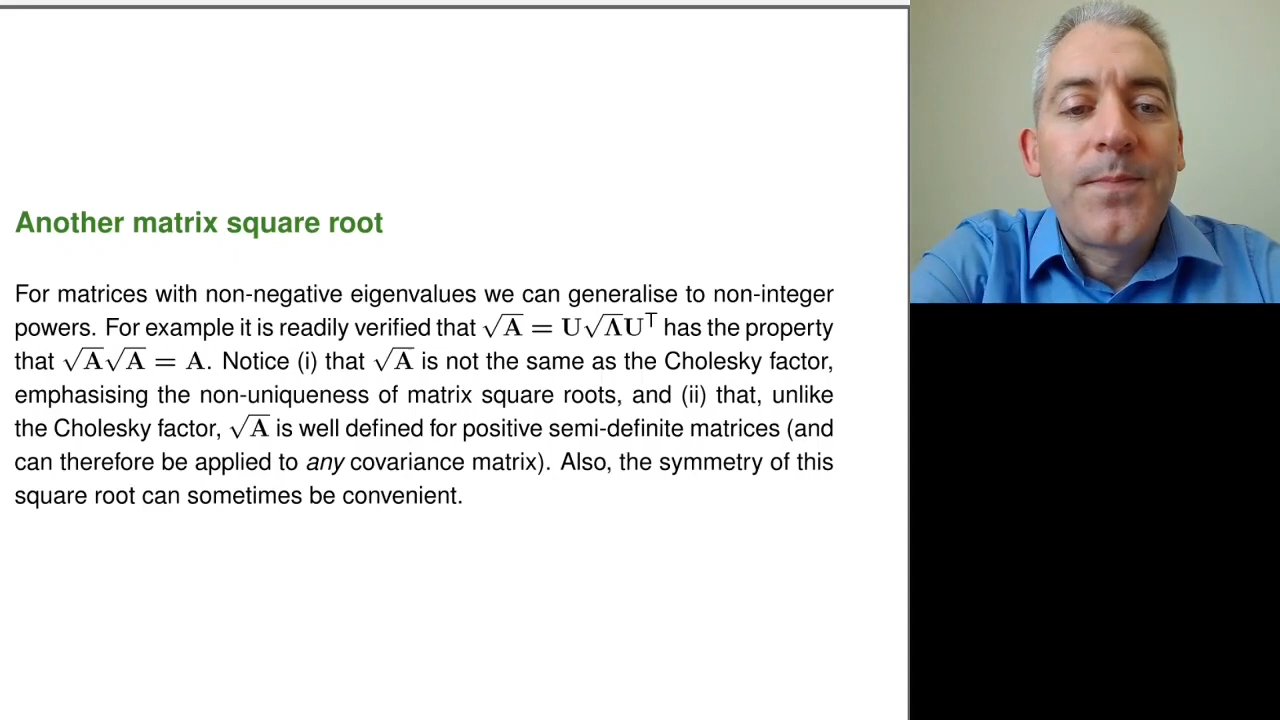 Another matrix square root
For matrices with non-negative eigenvalues we can generalise to non-integer
powers. For example it is readily verified that √A = U√ΛUᵀ has the property
that √A√A = A. Notice (i) that √A is not the same as the Cholesky factor,
emphasising the non-uniqueness of matrix square roots, and (ii) that, unlike
the Cholesky factor, √A is well defined for positive semi-definite matrices (and
can therefore be applied to any covariance matrix). Also, the symmetry of this
square root can sometimes be convenient.